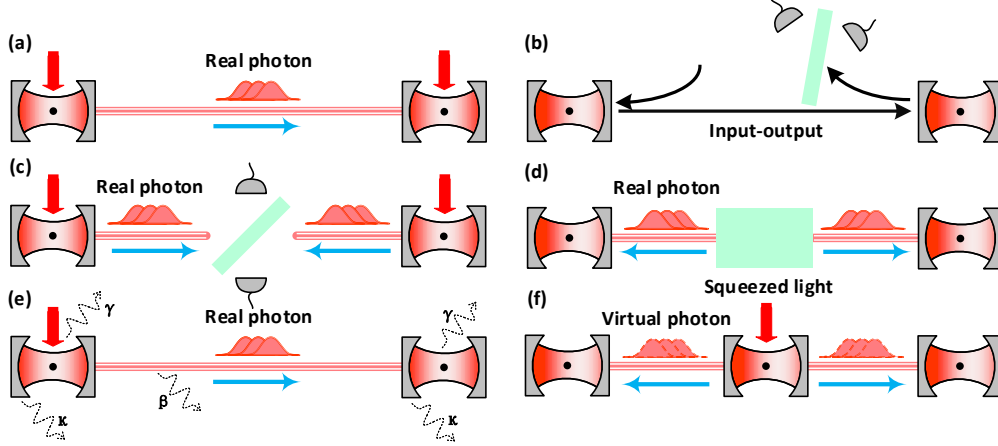 (a)
Real photon
(b)
Input-output
(c)
Real photon
(d)
Real photon
Squeezed light
(e)
γ
Real photon
γ
κ
β
κ
(f)
Virtual photon